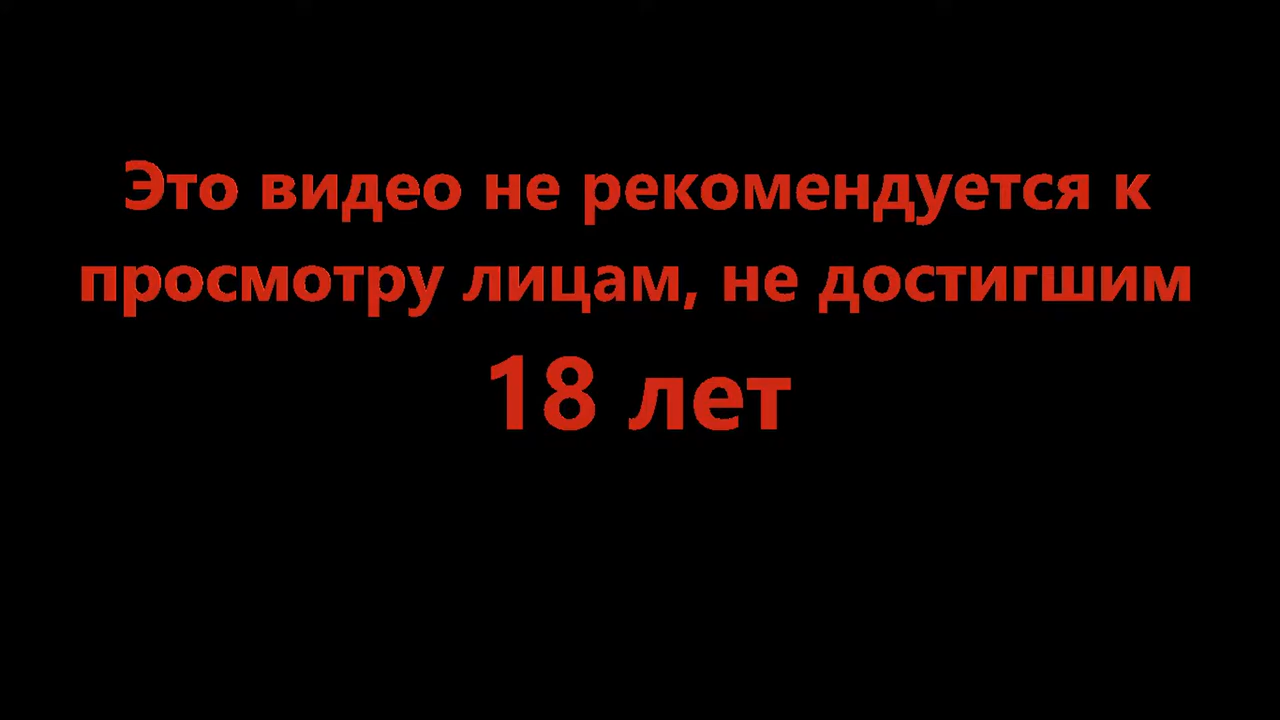 Это видео не рекомендуется к
просмотру лицам, не достигшим
18 лет